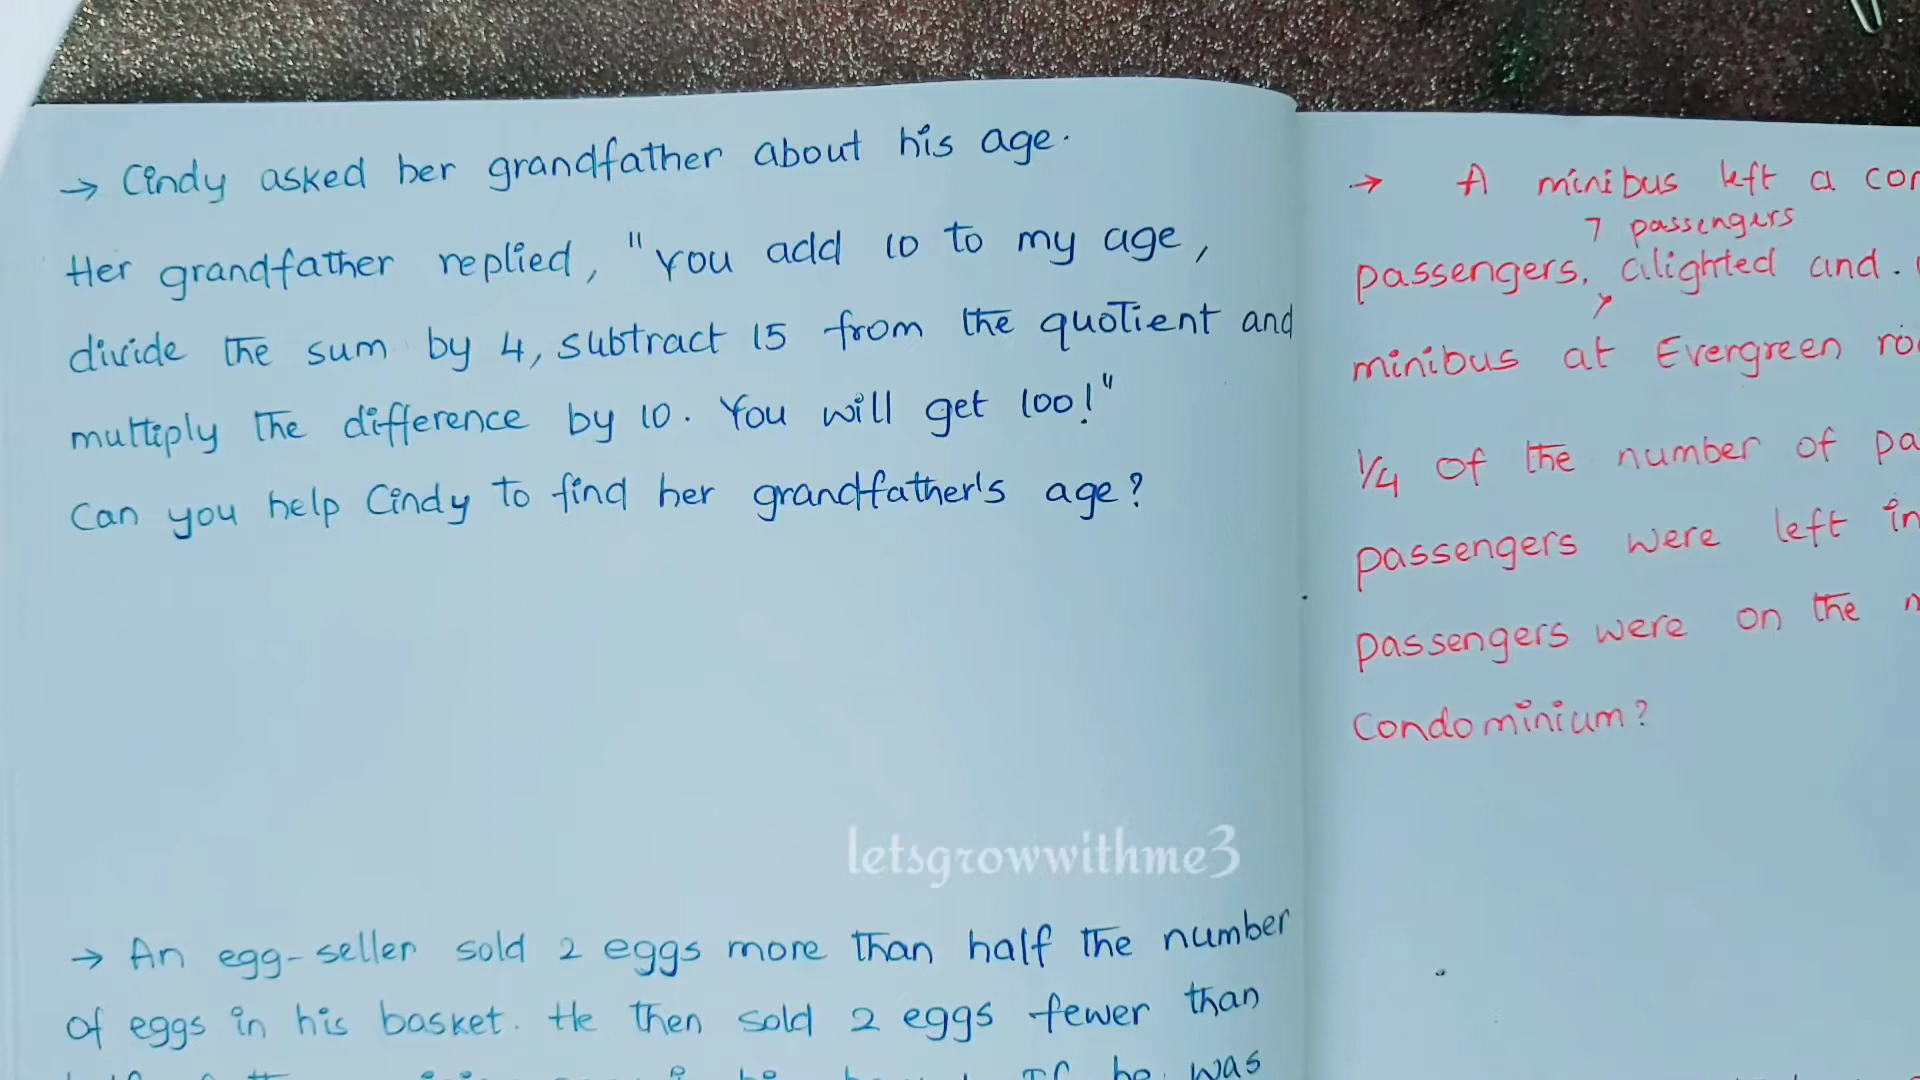 → Cindy asked her grandfather about his age.
Her grandfather replied, "You add 10 to my age,
divide the sum by 4, subtract 15 from the quotient and
multiply the difference by 10. You will get 100!"
Can you help Cindy to find her grandfather's age?
letsgrowwithme3
→ An egg-seller sold 2 eggs more than half the number
of eggs in his basket. He then sold 2 eggs fewer than
was
→ A minibus left a
7 passengers
passengers, alighted and.
minibus at Evergreen
1/4 of the number of
passengers were left in
passengers were on the
Condominium?